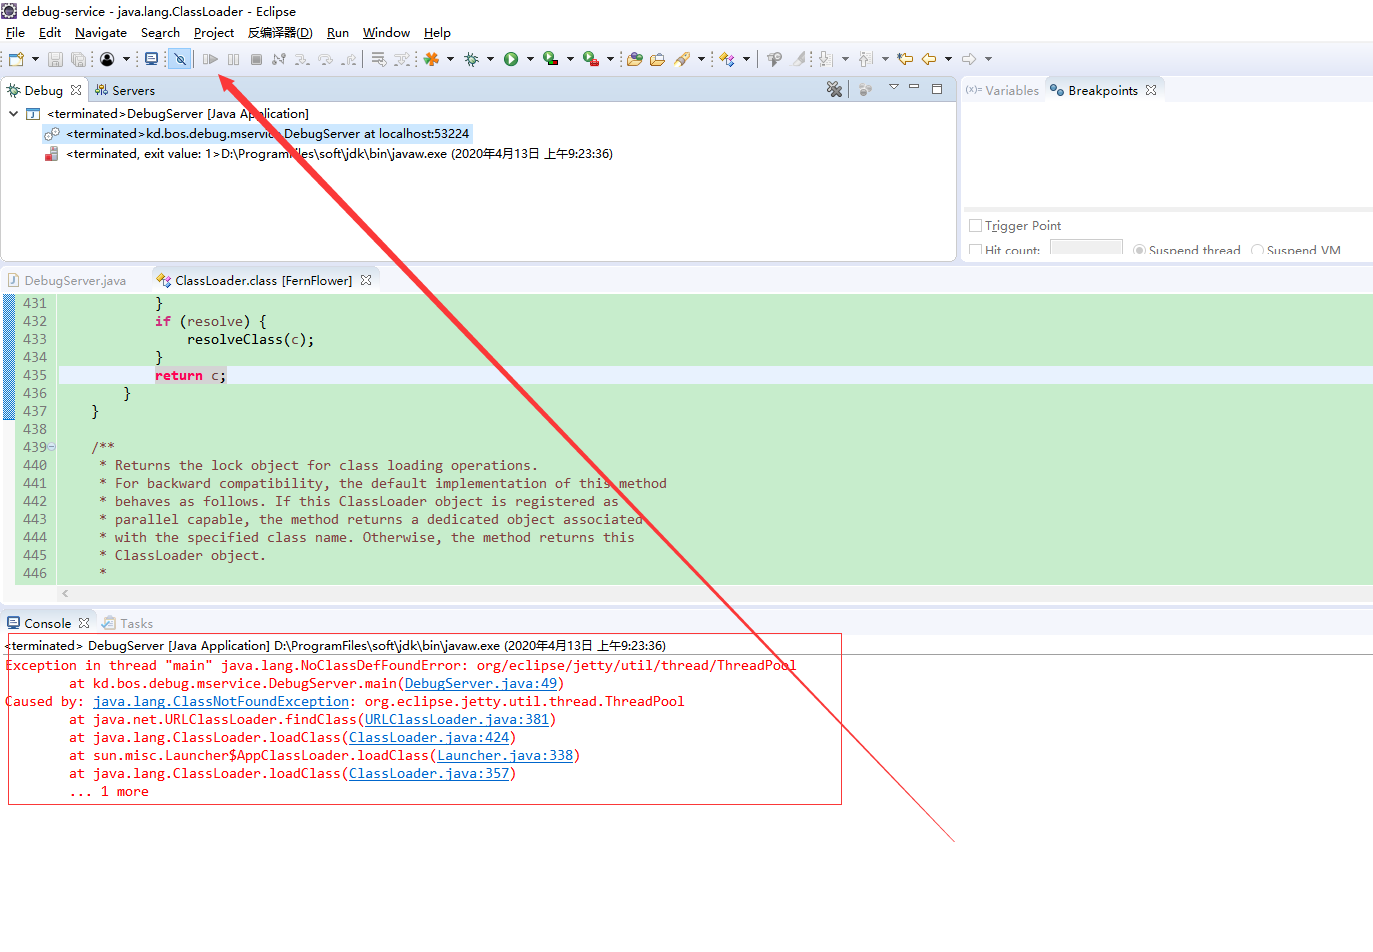 debug-service - java.lang.ClassLoader - Eclipse
File Edit Navigate Search Project 反编译器(D) Run Window Help
Debug Servers
(x)= Variables Breakpoints
<terminated>DebugServer [Java Application]
<terminated>kd.bos.debug.mservice.DebugServer at localhost:53224
<terminated, exit value: 1>D:\ProgramFiles\soft\jdk\bin\javaw.exe (2020年4月13日 上午9:23:36)
Trigger Point
Hit count: Suspend thread Suspend VM
DebugServer.java ClassLoader.class [FernFlower]
431 }
432 if (resolve) {
433 resolveClass(c);
434 }
435 return c;
436 }
437 }
438
439 /**
440 * Returns the lock object for class loading operations.
441 * For backward compatibility, the default implementation of this method
442 * behaves as follows. If this ClassLoader object is registered as
443 * parallel capable, the method returns a dedicated object associated
444 * with the specified class name. Otherwise, the method returns this
445 * ClassLoader object.
446 *
Console Tasks
<terminated> DebugServer [Java Application] D:\ProgramFiles\soft\jdk\bin\javaw.exe (2020年4月13日 上午9:23:36)
Exception in thread "main" java.lang.NoClassDefFoundError: org/eclipse/jetty/util/thread/ThreadPool
at kd.bos.debug.mservice.DebugServer.main(DebugServer.java:49)
Caused by: java.lang.ClassNotFoundException: org.eclipse.jetty.util.thread.ThreadPool
at java.net.URLClassLoader.findClass(URLClassLoader.java:381)
at java.lang.ClassLoader.loadClass(ClassLoader.java:424)
at sun.misc.Launcher$AppClassLoader.loadClass(Launcher.java:338)
at java.lang.ClassLoader.loadClass(ClassLoader.java:357)
... 1 more